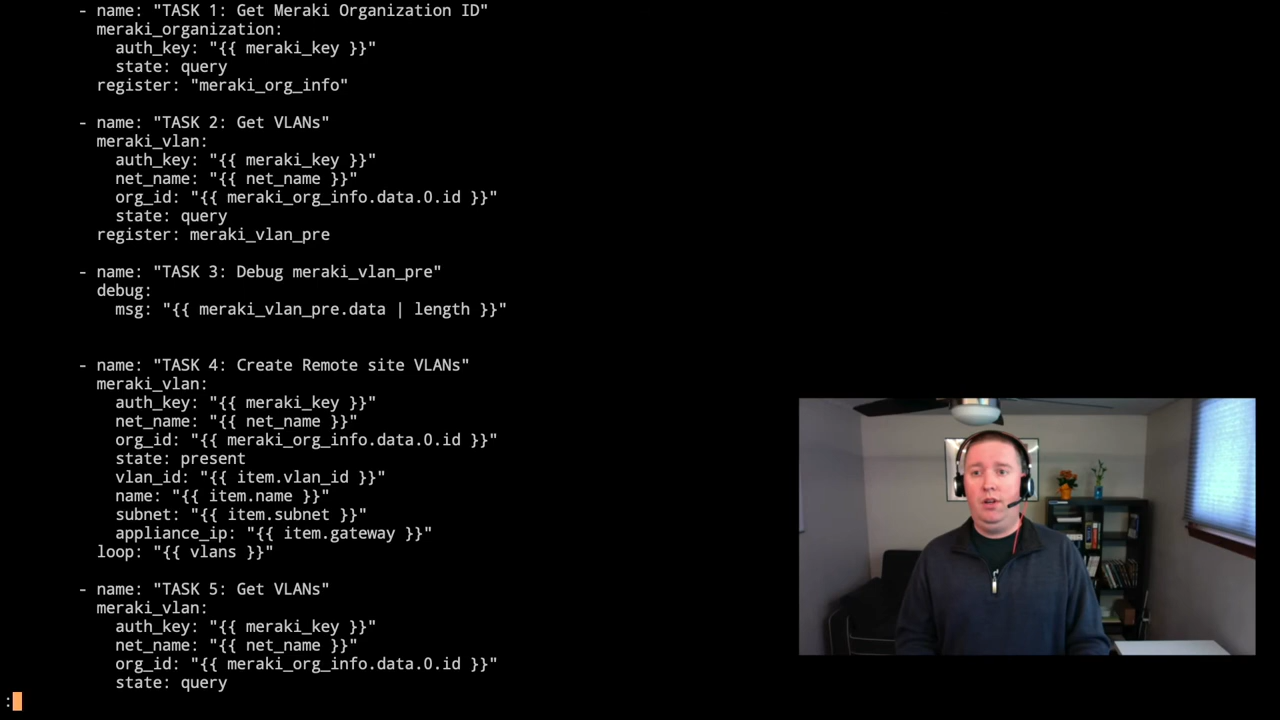 - name: "TASK 1: Get Meraki Organization ID"
meraki_organization:
auth_key: "{{ meraki_key }}"
state: query
register: "meraki_org_info"
- name: "TASK 2: Get VLANs"
meraki_vlan:
auth_key: "{{ meraki_key }}"
net_name: "{{ net_name }}"
org_id: "{{ meraki_org_info.data.0.id }}"
state: query
register: meraki_vlan_pre
- name: "TASK 3: Debug meraki_vlan_pre"
debug:
msg: "{{ meraki_vlan_pre.data | length }}"
- name: "TASK 4: Create Remote site VLANs"
meraki_vlan:
auth_key: "{{ meraki_key }}"
net_name: "{{ net_name }}"
org_id: "{{ meraki_org_info.data.0.id }}"
state: present
vlan_id: "{{ item.vlan_id }}"
name: "{{ item.name }}"
subnet: "{{ item.subnet }}"
appliance_ip: "{{ item.gateway }}"
loop: "{{ vlans }}"
- name: "TASK 5: Get VLANs"
meraki_vlan:
auth_key: "{{ meraki_key }}"
net_name: "{{ net_name }}"
org_id: "{{ meraki_org_info.data.0.id }}"
state: query
: